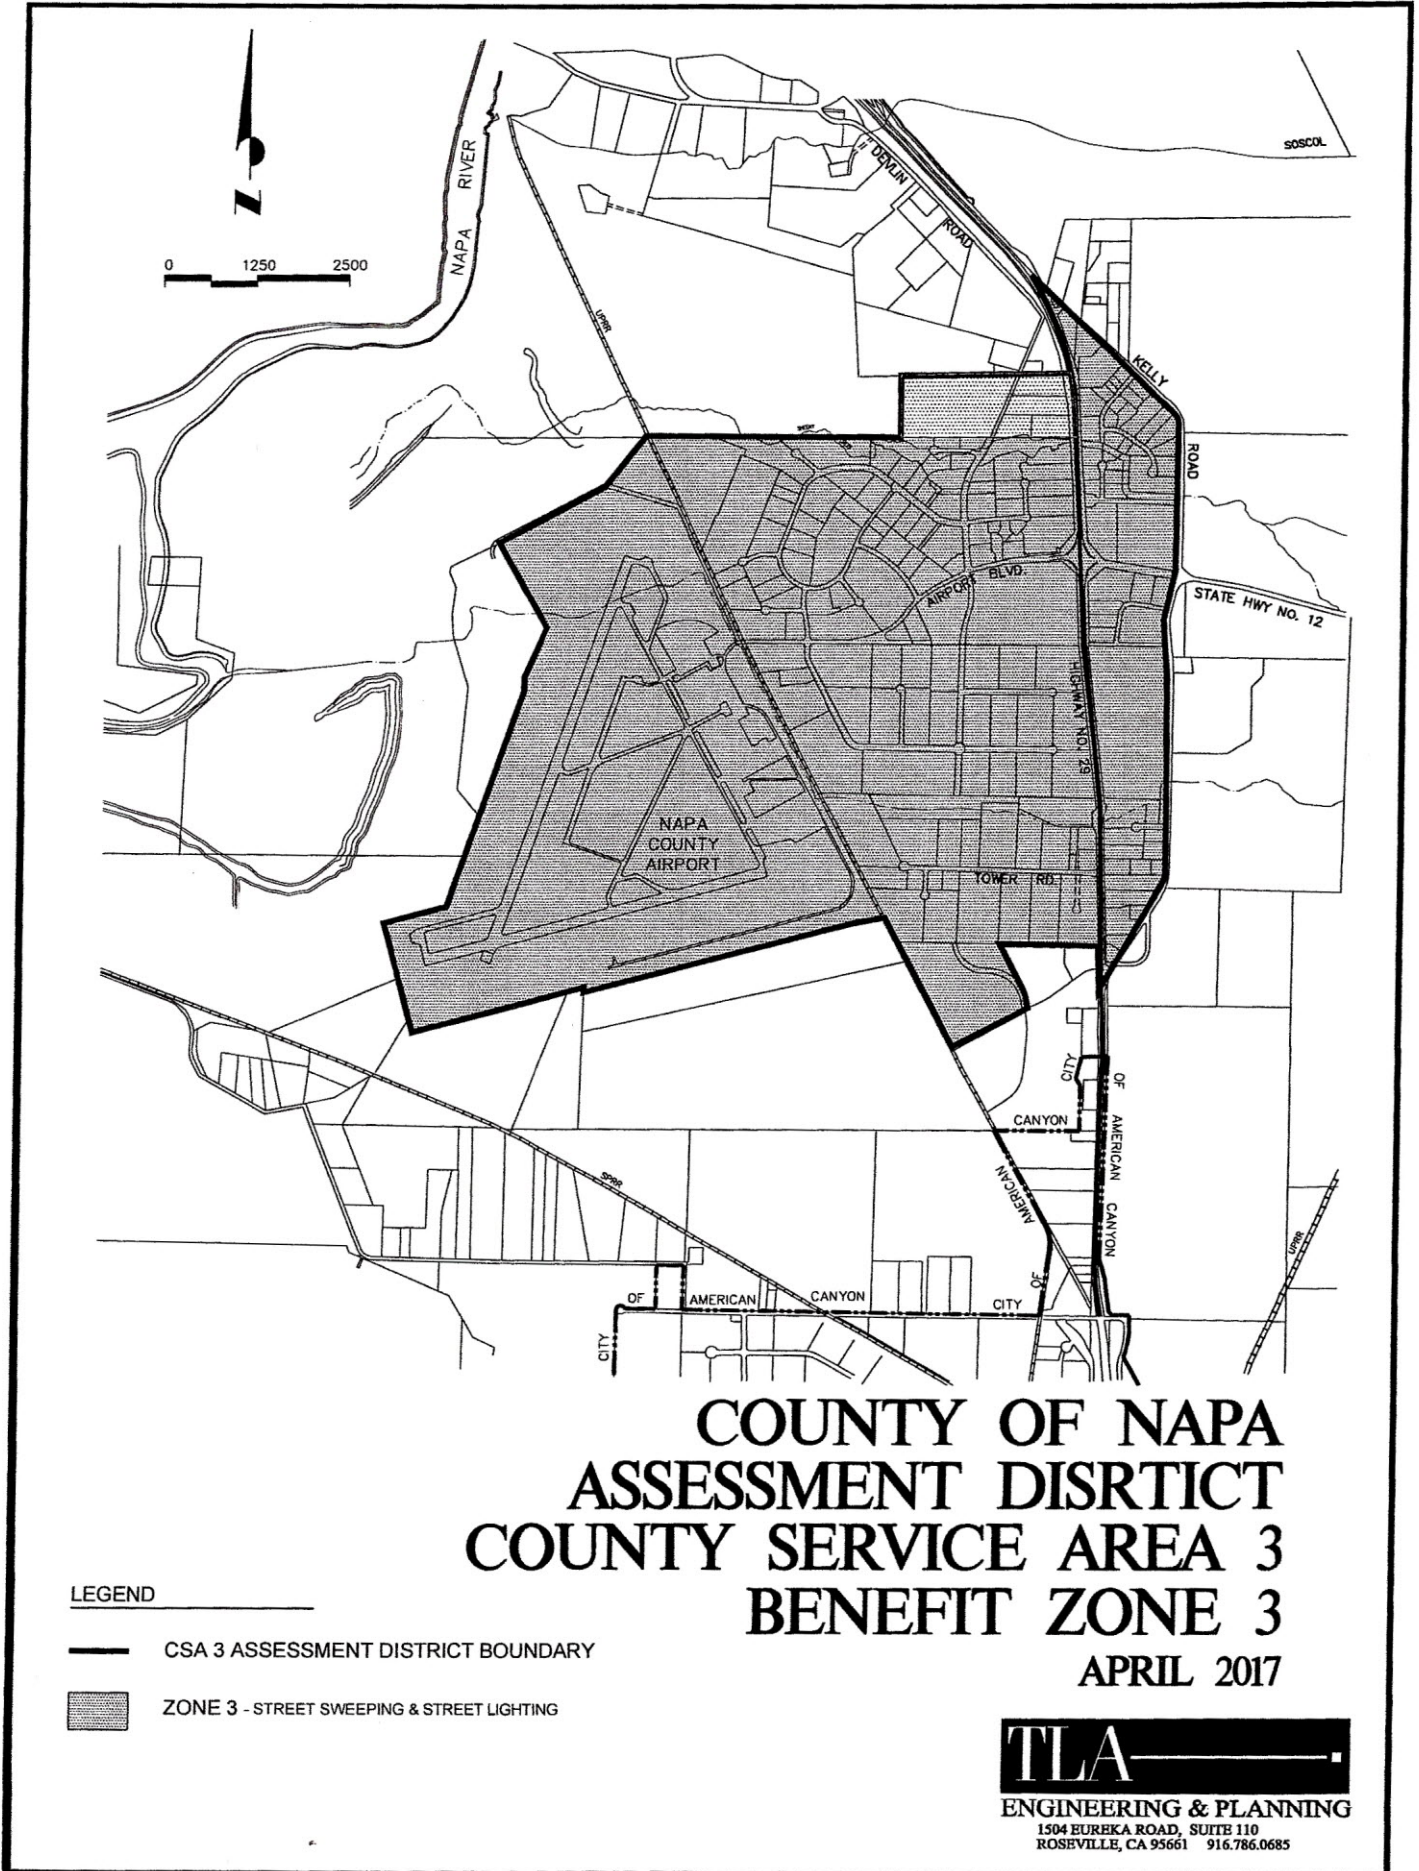 N
0 1250 2500
NAPA RIVER
SOSCOL
DEVLIN
ROAD
UPRR
KELLY
ROAD
AIRPORT BLVD.
STATE HWY NO. 12
HIGHWAY NO. 29
NAPA
COUNTY
AIRPORT
TOWER RD.
CITY
OF AMERICAN CANYON
CANYON
AMERICAN
OF
SPRR
UPRR
CITY
OF
AMERICAN
CANYON
CITY
COUNTY OF NAPA
ASSESSMENT DISRTICT
COUNTY SERVICE AREA 3
BENEFIT ZONE 3
APRIL 2017
LEGEND
CSA 3 ASSESSMENT DISTRICT BOUNDARY
ZONE 3 - STREET SWEEPING & STREET LIGHTING
TLA
ENGINEERING & PLANNING
1504 EUREKA ROAD, SUITE 110
ROSEVILLE, CA 95661 916.786.0685